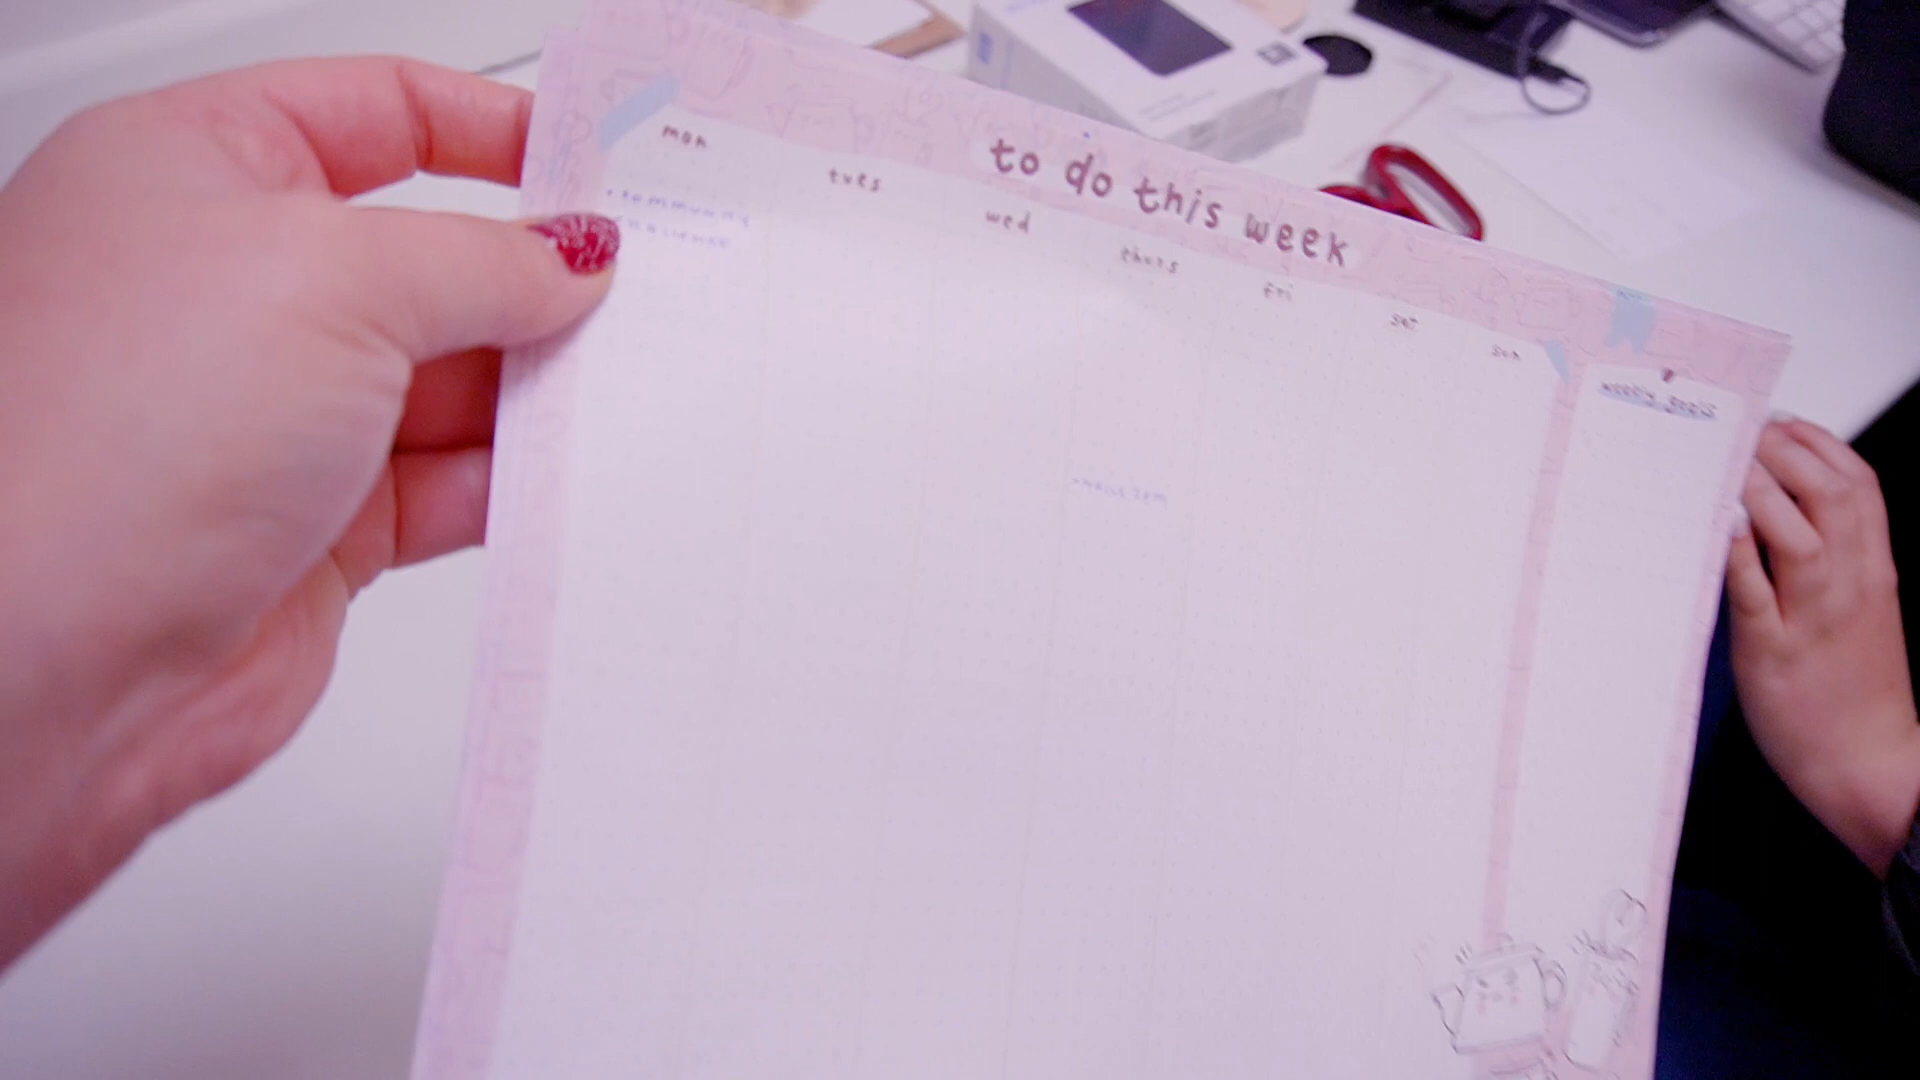 to do this week
mon
tues
wed
thurs
fri
sat
sun
weekly goals